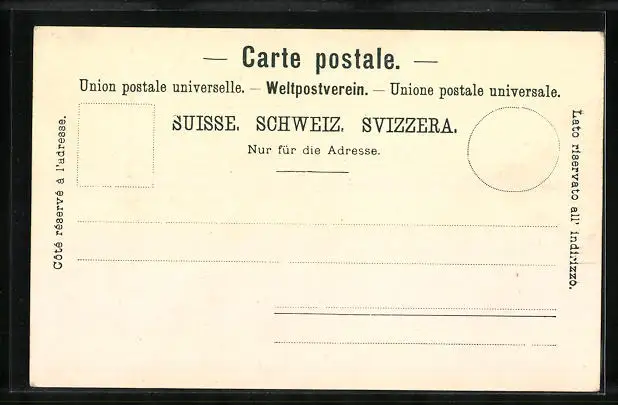 — Carte postale. —
Union postale universelle. — Weltpostverein. — Unione postale universale.
SUISSE. SCHWEIZ. SVIZZERA.
Nur für die Adresse.
Côté réservé à l'adresse.
Lato riservato all' indirizzo.